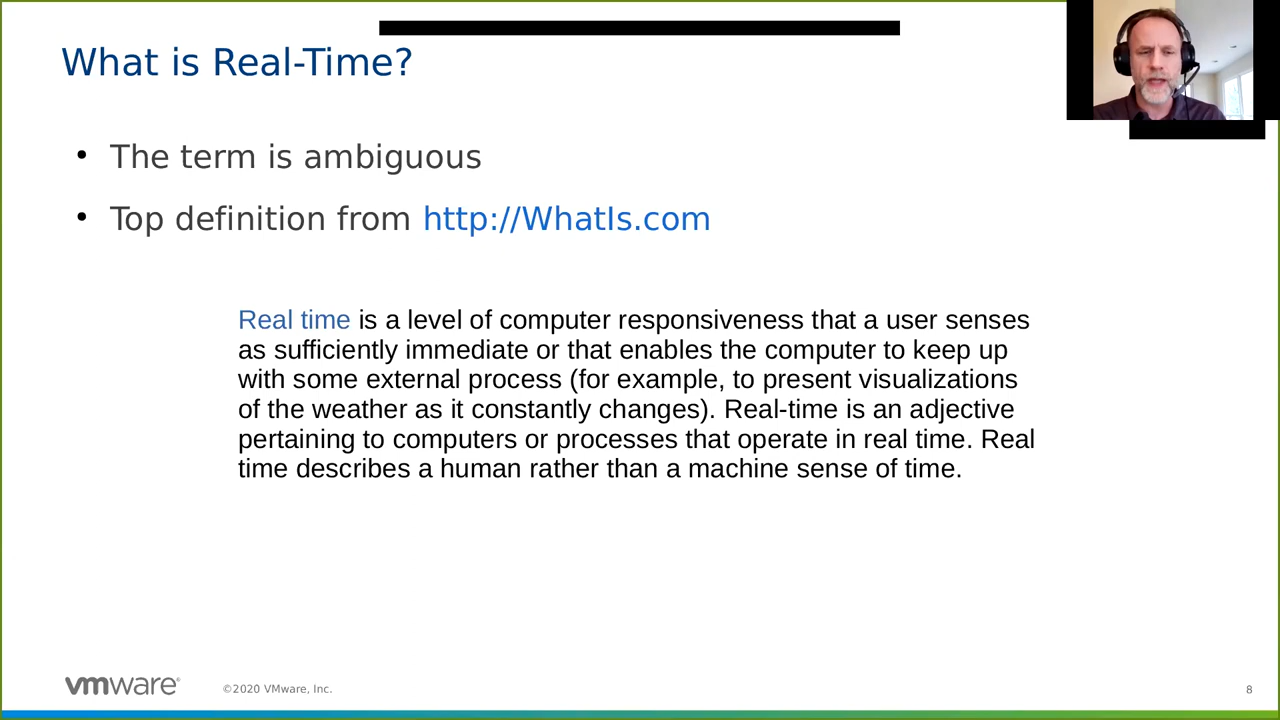 What is Real-Time?
• The term is ambiguous
• Top definition from http://WhatIs.com
Real time is a level of computer responsiveness that a user senses
as sufficiently immediate or that enables the computer to keep up
with some external process (for example, to present visualizations
of the weather as it constantly changes). Real-time is an adjective
pertaining to computers or processes that operate in real time. Real
time describes a human rather than a machine sense of time.
vmware®
©2020 VMware, Inc.
8